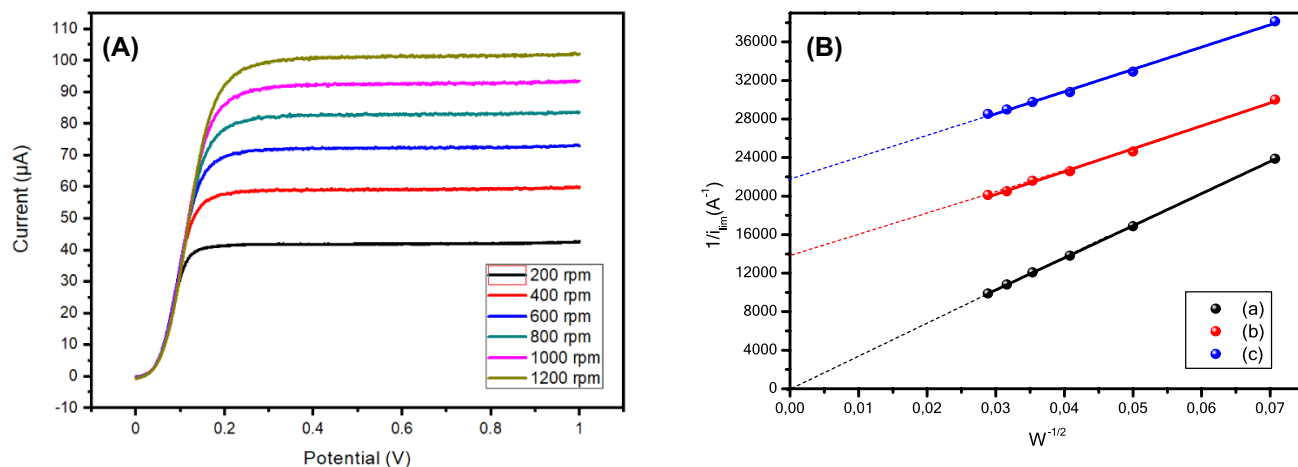 (A)
110
100
90
80
70
60
50
40
30
20
10
0
-10
Current (µA)
0
0.2
0.4
0.6
0.8
1
Potential (V)
200 rpm
400 rpm
600 rpm
800 rpm
1000 rpm
1200 rpm
(B)
36000
32000
28000
24000
20000
16000
12000
8000
4000
0
1/i_lim(A^-1)
0,00
0,01
0,02
0,03
0,04
0,05
0,06
0,07
W^-1/2
(a)
(b)
(c)